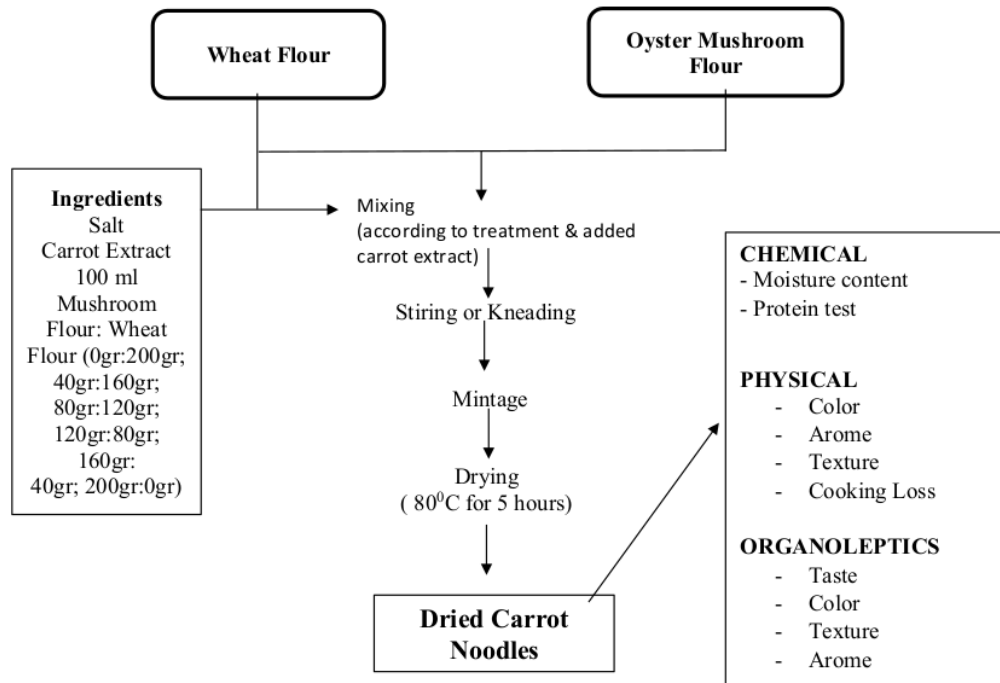 Wheat Flour
Oyster Mushroom
Flour
Ingredients
Salt
Carrot Extract
100 ml
Mushroom
Flour: Wheat
Flour (0gr:200gr;
40gr:160gr;
80gr:120gr;
120gr:80gr;
160gr:
40gr; 200gr:0gr)
Mixing
(according to treatment & added
carrot extract)
Stiring or Kneading
Mintage
Drying
( 80⁰C for 5 hours)
Dried Carrot
Noodles
CHEMICAL
- Moisture content
- Protein test
PHYSICAL
- Color
- Arome
- Texture
- Cooking Loss
ORGANOLEPTICS
- Taste
- Color
- Texture
- Arome